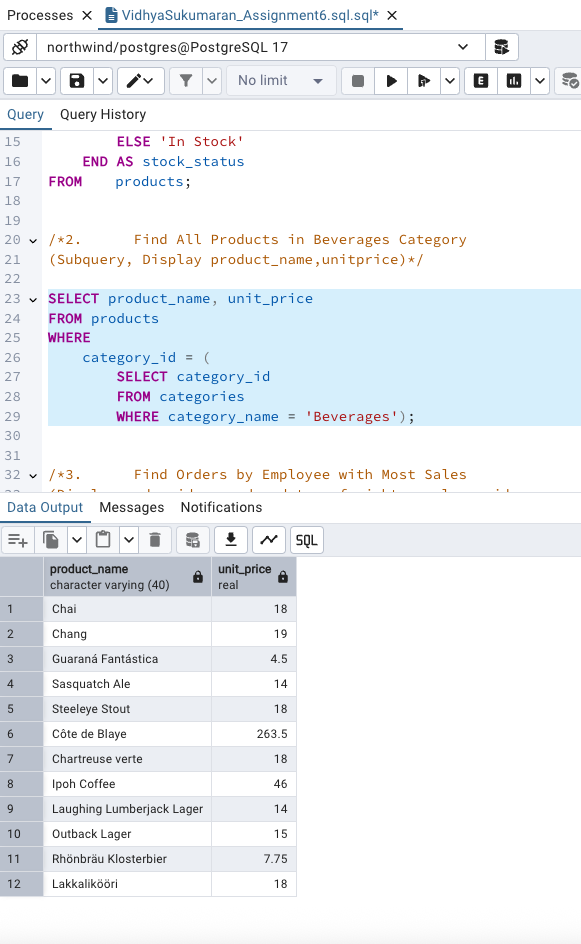 Processes
VidhyaSukumaran_Assignment6.sql.sql*
northwind/postgres@PostgreSQL 17
No limit
E
Query
Query History
15 ELSE 'In Stock'
16 END AS stock_status
17 FROM products;
18
19
20 /*2. Find All Products in Beverages Category
21 (Subquery, Display product_name,unitprice)*/
22
23 SELECT product_name, unit_price
24 FROM products
25 WHERE
26 category_id = (
27 SELECT category_id
28 FROM categories
29 WHERE category_name = 'Beverages');
30
31
32 /*3. Find Orders by Employee with Most Sales
Data Output Messages Notifications
SQL
product_name unit_price
character varying (40) real
1 Chai 18
2 Chang 19
3 Guaraná Fantástica 4.5
4 Sasquatch Ale 14
5 Steeleye Stout 18
6 Côte de Blaye 263.5
7 Chartreuse verte 18
8 Ipoh Coffee 46
9 Laughing Lumberjack Lager 14
10 Outback Lager 15
11 Rhönbräu Klosterbier 7.75
12 Lakkalikööri 18